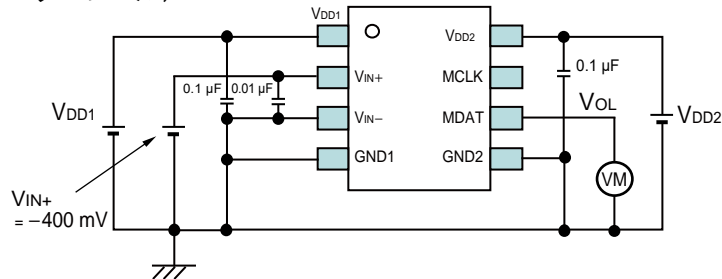 VDD1
VDD2
0.1 µF
0.01 µF
VIN+
MCLK
0.1 µF
VDD1
VOL
VDD2
VIN−
MDAT
GND1
GND2
VM
VIN+
= −400 mV